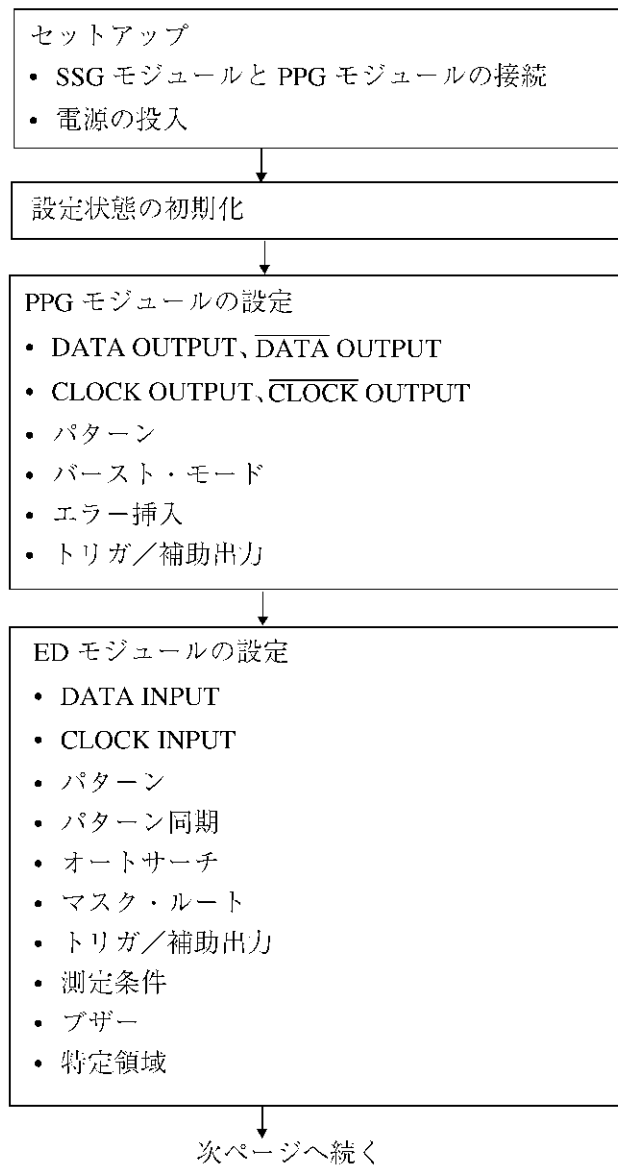 セットアップ
• SSG モジュールと PPG モジュールの接続
• 電源の投入
設定状態の初期化
PPG モジュールの設定
• DATA OUTPUT、D̅A̅T̅A̅ OUTPUT
• CLOCK OUTPUT、C̅L̅O̅C̅K̅ OUTPUT
• パターン
• バースト・モード
• エラー挿入
• トリガ／補助出力
ED モジュールの設定
• DATA INPUT
• CLOCK INPUT
• パターン
• パターン同期
• オートサーチ
• マスク・ルート
• トリガ／補助出力
• 測定条件
• ブザー
• 特定領域
次ページへ続く